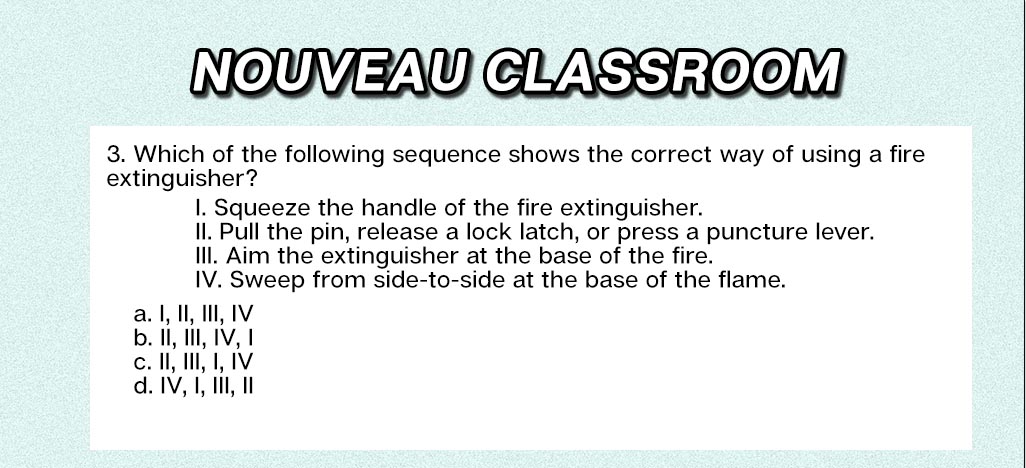 NOUVEAU CLASSROOM
3. Which of the following sequence shows the correct way of using a fire
extinguisher?
I. Squeeze the handle of the fire extinguisher.
II. Pull the pin, release a lock latch, or press a puncture lever.
III. Aim the extinguisher at the base of the fire.
IV. Sweep from side-to-side at the base of the flame.
a. I, II, III, IV
b. II, III, IV, I
c. II, III, I, IV
d. IV, I, III, II